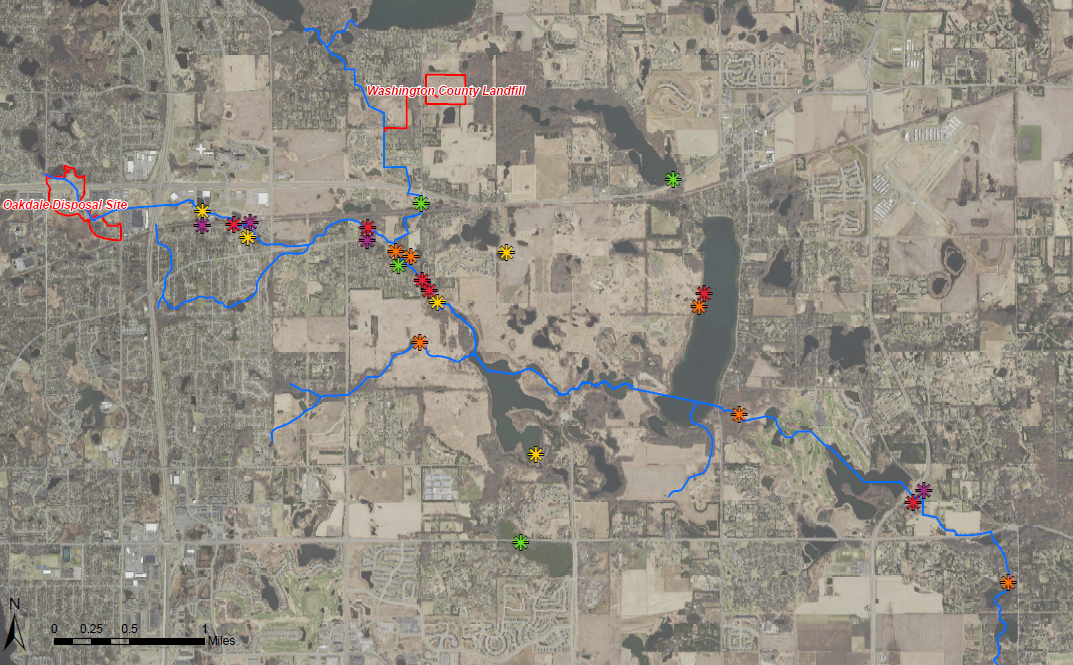 Washington County Landfill
Oakdale Disposal Site
N
0 0.25 0.5 1
Miles